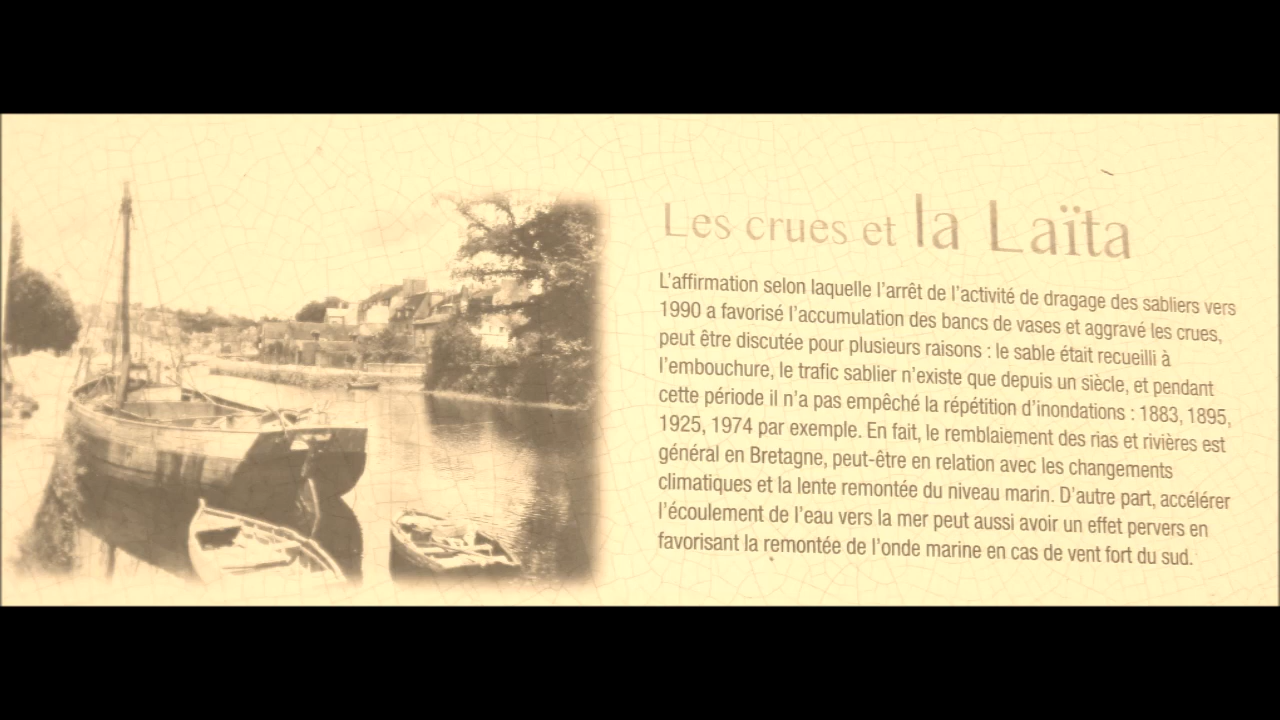 Les crues et la Laïta
L'affirmation selon laquelle l'arrêt de l'activité de dragage des sabliers vers
1990 a favorisé l'accumulation des bancs de vases et aggravé les crues,
peut être discutée pour plusieurs raisons : le sable était recueilli à
l'embouchure, le trafic sablier n'existe que depuis un siècle, et pendant
cette période il n'a pas empêché la répétition d'inondations : 1883, 1895,
1925, 1974 par exemple. En fait, le remblaiement des rias et rivières est
général en Bretagne, peut-être en relation avec les changements
climatiques et la lente remontée du niveau marin. D'autre part, accélérer
l'écoulement de l'eau vers la mer peut aussi avoir un effet pervers en
favorisant la remontée de l'onde marine en cas de vent fort du sud.